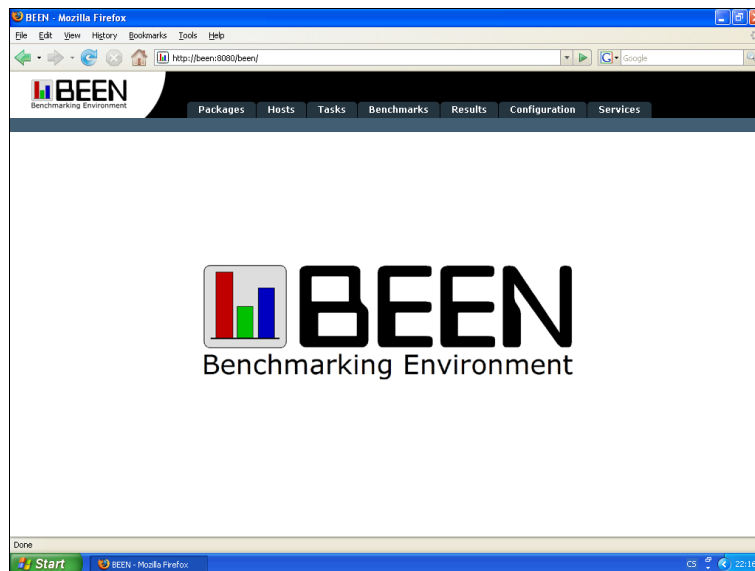 BEEN - Mozilla Firefox
File Edit View History Bookmarks Tools Help
http://been:8080/been/
G Google
BEEN
Benchmarking Environment
Packages Hosts Tasks Benchmarks Results Configuration Services
BEEN
Benchmarking Environment
Done
Start BEEN - Mozilla Firefox CS